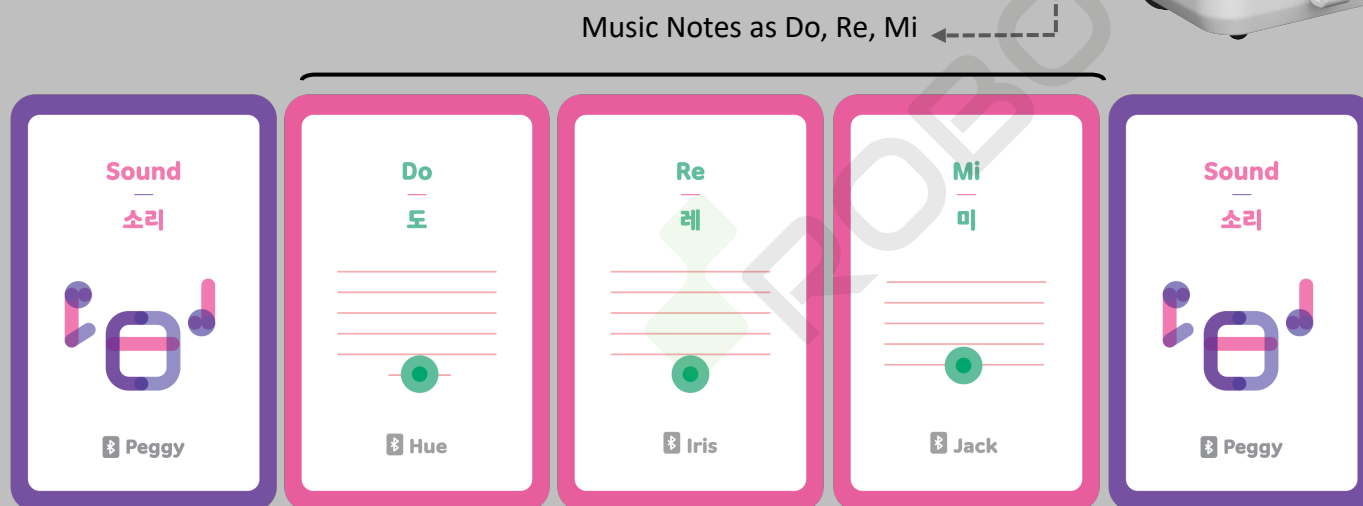 Music Notes as Do, Re, Mi
Sound
소리
Peggy
Do
도
Hue
Re
레
Iris
Mi
미
Jack
Sound
소리
Peggy
ROBO